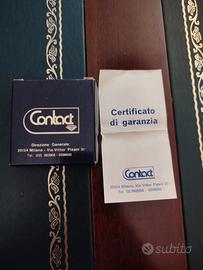 Contact
Direzione Generale
20124 Milano - Via Vittor Pisani 31
Certificato
di garanzia
Contact
20124 Milano - Via Vittor Pisani 31
subito